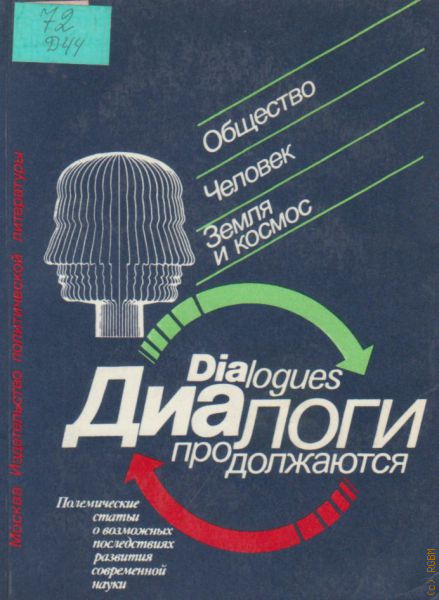 72
Д44
Общество
Человек
Земля
и космос
Москва Издательство политической литературы
Dialogues
Диалоги
продолжаются
Полемические
статьи
о возможных
последствиях
развития
современной
науки
(c) RGBM